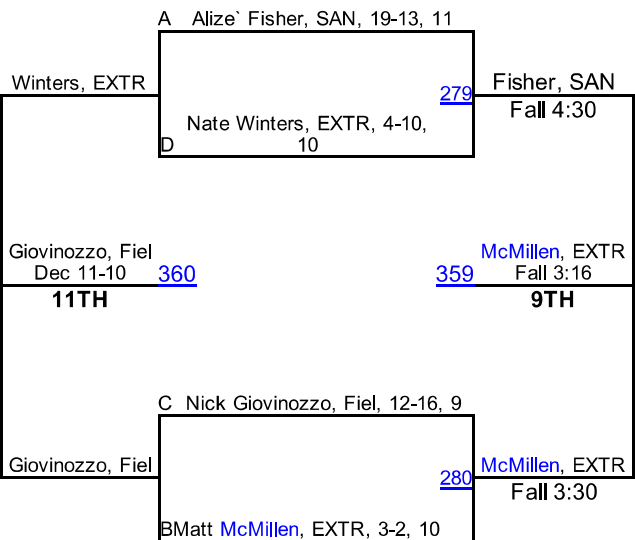 A Alize` Fisher, SAN, 19-13, 11
Winters, EXTR
279
Fisher, SAN
Fall 4:30
Nate Winters, EXTR, 4-10,
D 10
Giovinozzo, Fiel
Dec 11-10
360
11TH
359
McMillen, EXTR
Fall 3:16
9TH
C Nick Giovinozzo, Fiel, 12-16, 9
Giovinozzo, Fiel
280
McMillen, EXTR
Fall 3:30
BMatt McMillen, EXTR, 3-2, 10